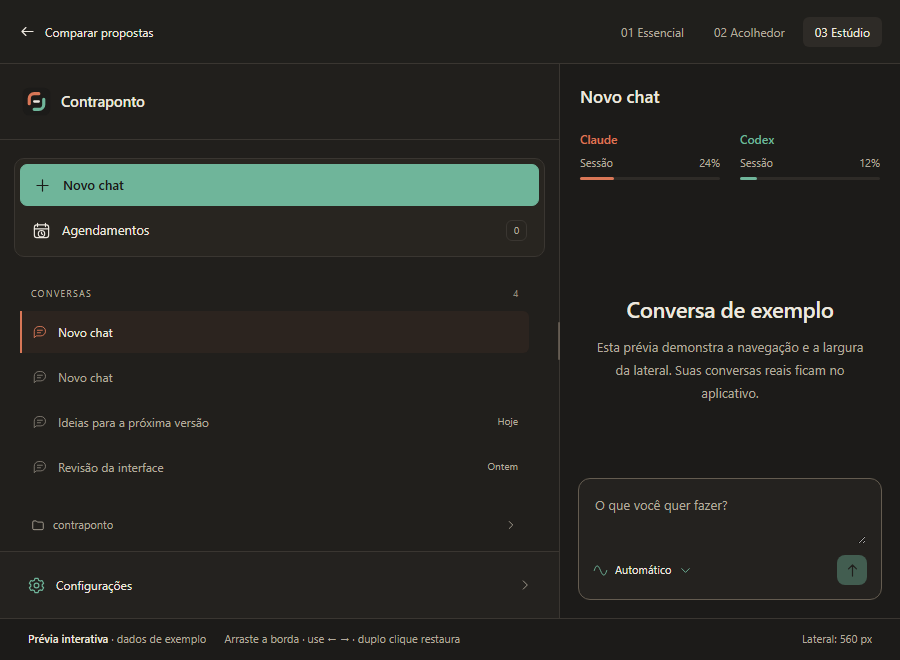 ← Comparar propostas
01 Essencial
02 Acolhedor
03 Estúdio
Contraponto
+ Novo chat
Agendamentos
0
CONVERSAS
4
Novo chat
Novo chat
Ideias para a próxima versão
Hoje
Revisão da interface
Ontem
contraponto
Configurações
Novo chat
Claude
Sessão
24%
Codex
Sessão
12%
Conversa de exemplo
Esta prévia demonstra a navegação e a largura
da lateral. Suas conversas reais ficam no
aplicativo.
O que você quer fazer?
Automático
Prévia interativa · dados de exemplo
Arraste a borda · use ← → · duplo clique restaura
Lateral: 560 px